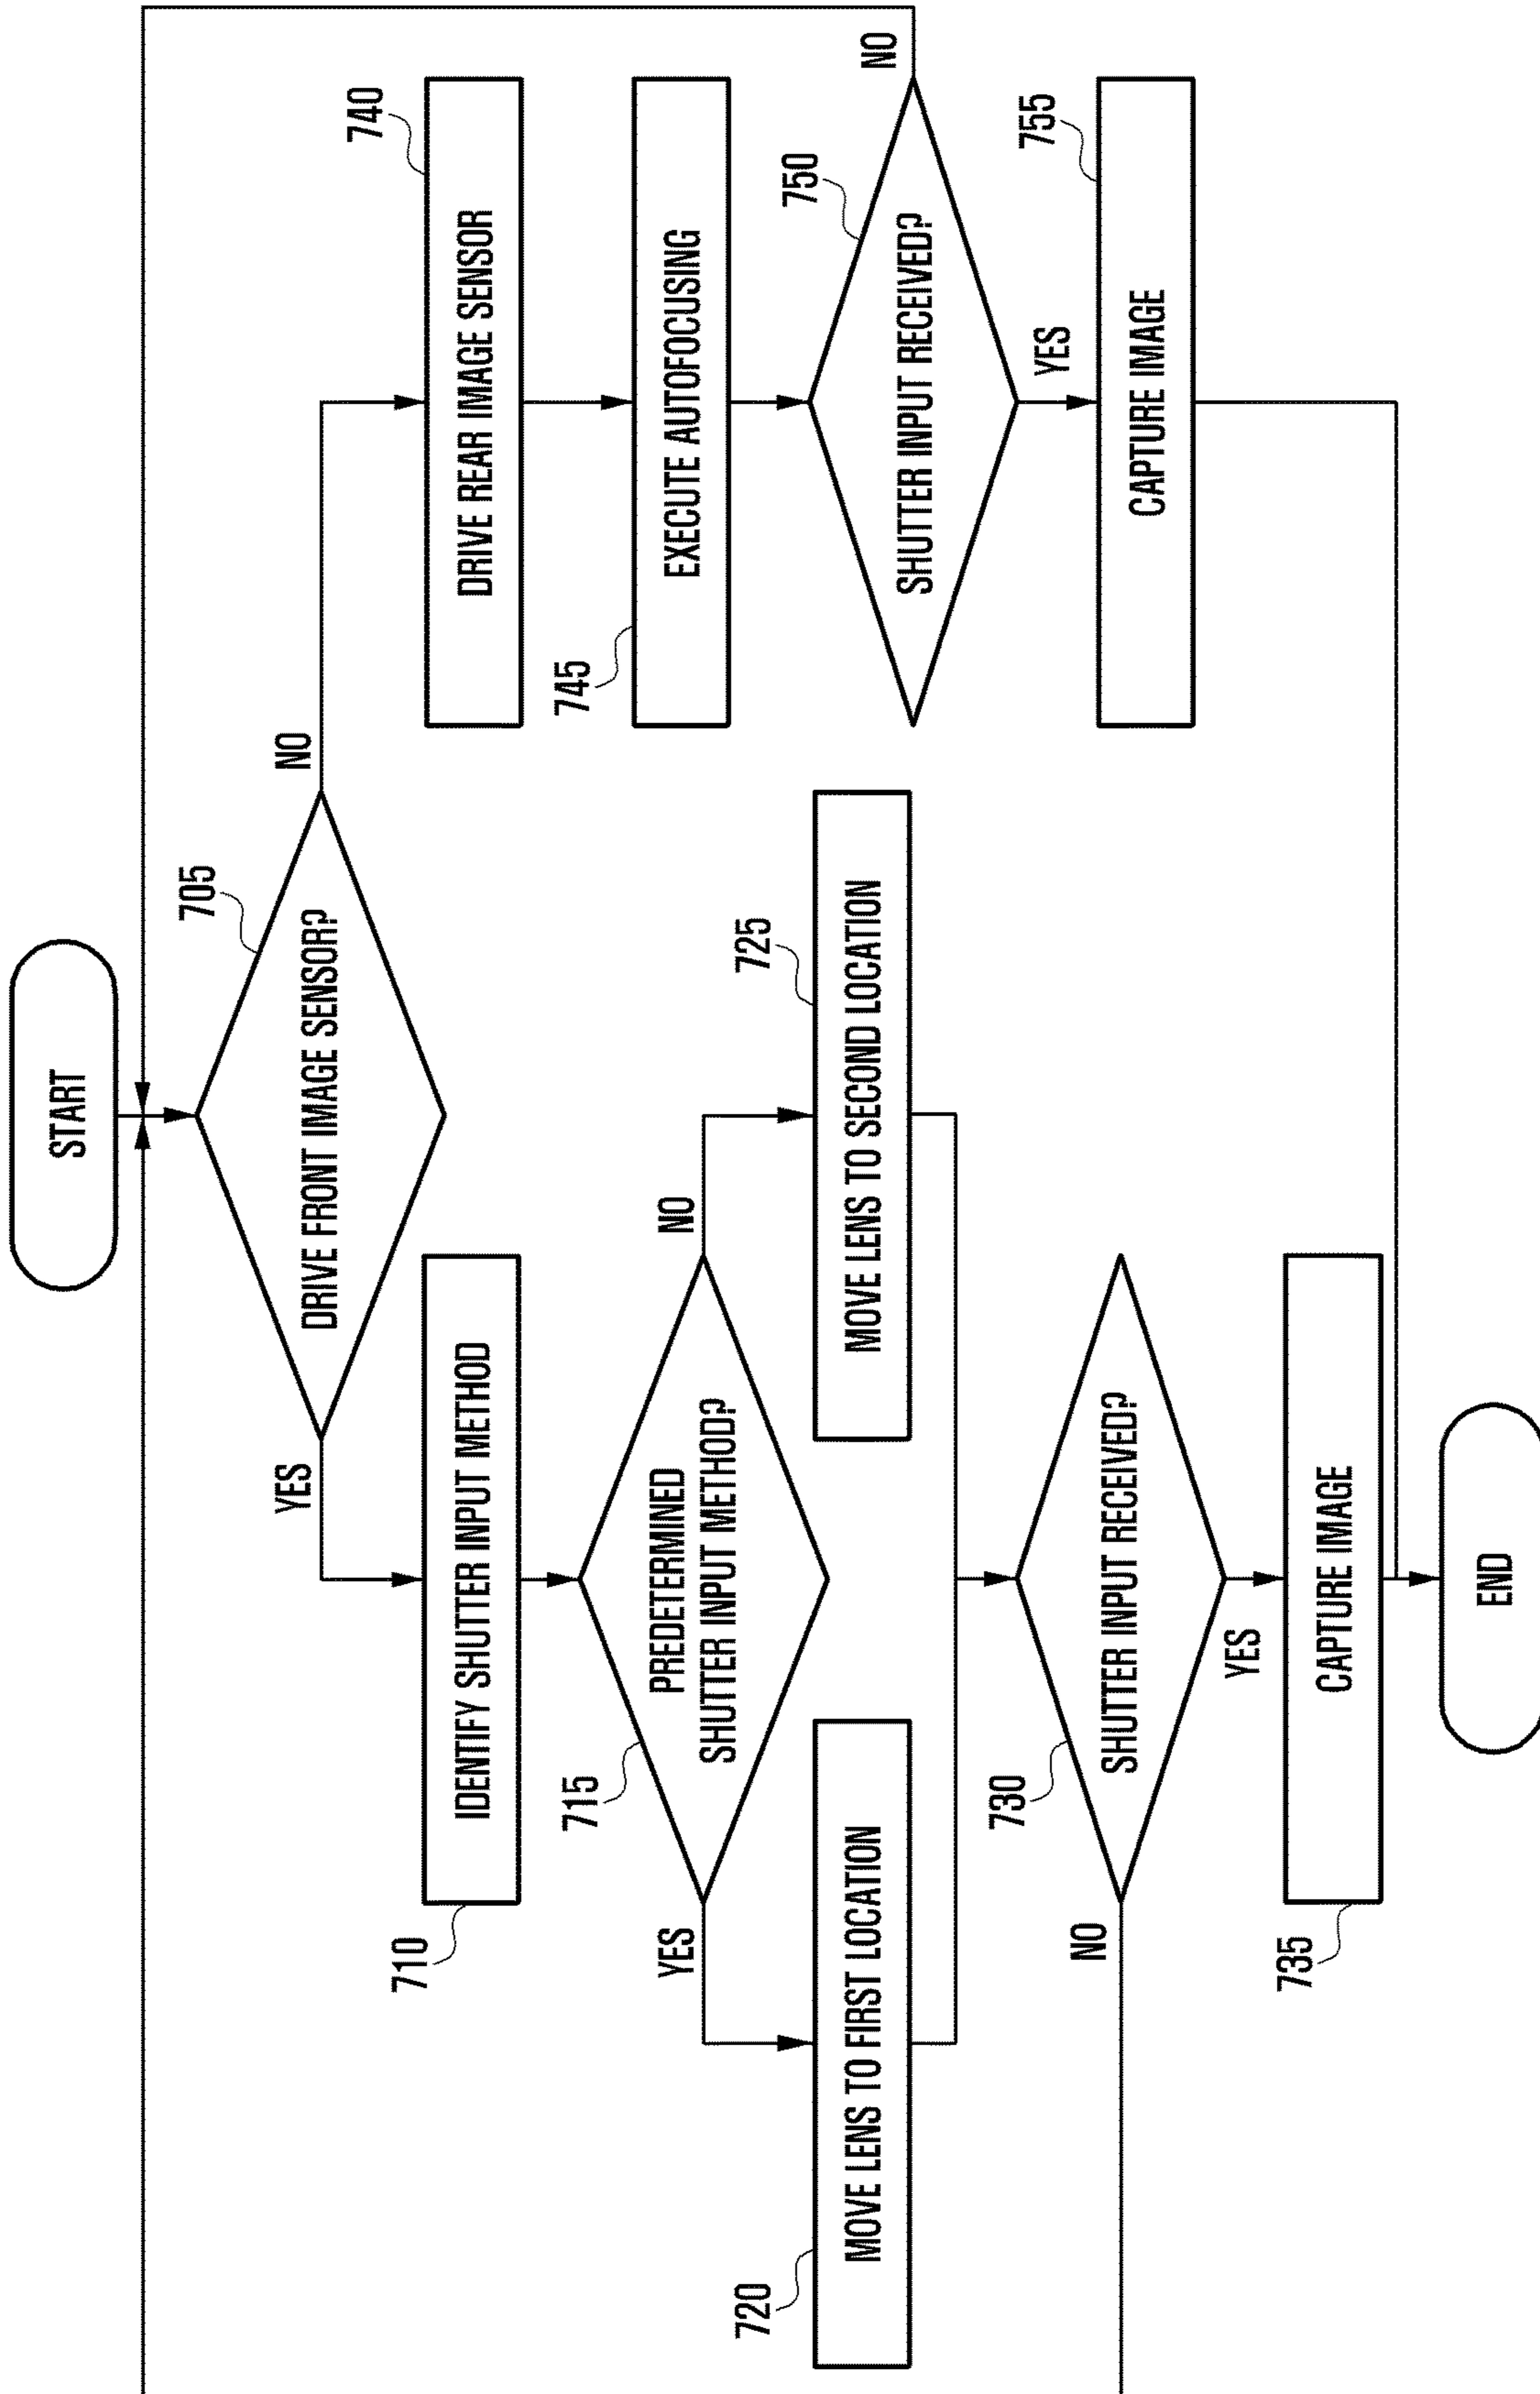 START
705
DRIVE FRONT IMAGE SENSOR?
YES
NO
710
IDENTIFY SHUTTER INPUT METHOD
740
DRIVE REAR IMAGE SENSOR
715
PREDETERMINED
SHUTTER INPUT METHOD?
YES
NO
745
EXECUTE AUTOFOCUSING
720
MOVE LENS TO FIRST LOCATION
725
MOVE LENS TO SECOND LOCATION
750
SHUTTER INPUT RECEIVED?
NO
YES
730
SHUTTER INPUT RECEIVED?
NO
YES
755
CAPTURE IMAGE
735
CAPTURE IMAGE
END